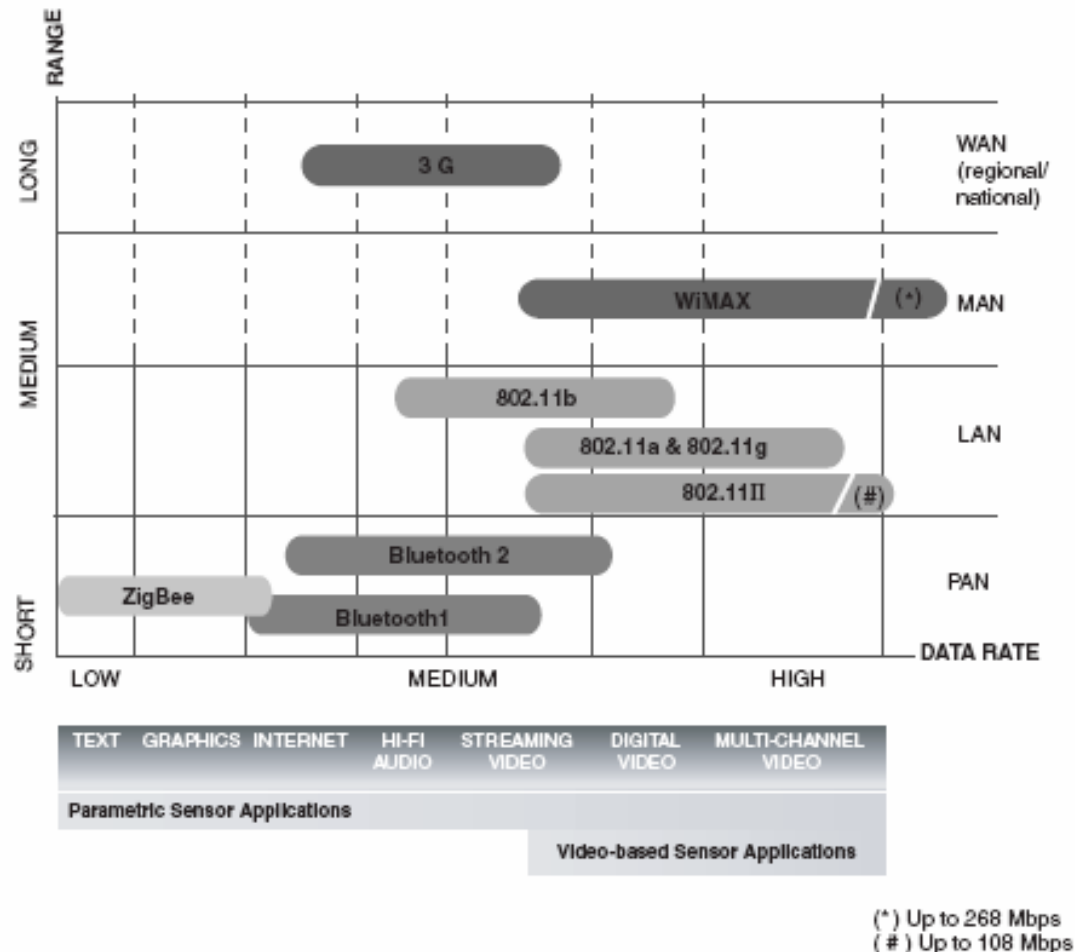 RANGE
LONG
3 G
WAN
(regional/
national)
MEDIUM
WiMAX
(*)
MAN
802.11b
802.11a & 802.11g
LAN
802.11II
(#)
SHORT
Bluetooth 2
ZigBee
PAN
Bluetooth1
DATA RATE
LOW
MEDIUM
HIGH
TEXT
GRAPHICS
INTERNET
HI-FI
AUDIO
STREAMING
VIDEO
DIGITAL
VIDEO
MULTI-CHANNEL
VIDEO
Parametric Sensor Applications
Video-based Sensor Applications
(*) Up to 268 Mbps
(#) Up to 108 Mbps